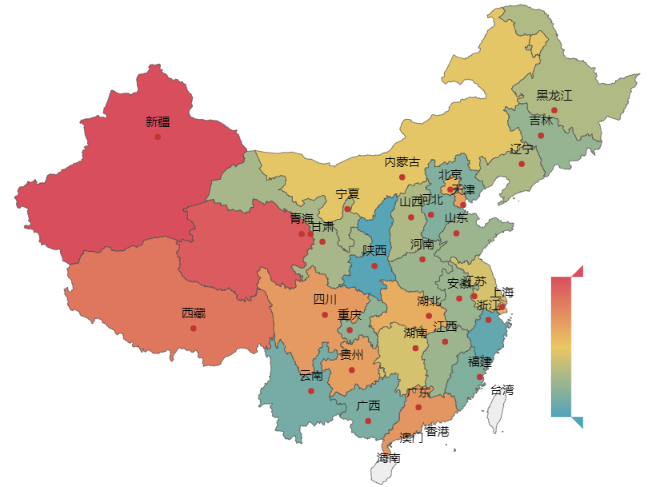 黑龙江
吉林
新疆
辽宁
内蒙古
北京
天津
宁夏
山西
河北
青海
甘肃
山东
河南
陕西
安徽
江苏
上海
四川
西藏
湖北
浙江
重庆
江西
湖南
贵州
福建
云南
台湾
广东
广西
香港
澳门
海南